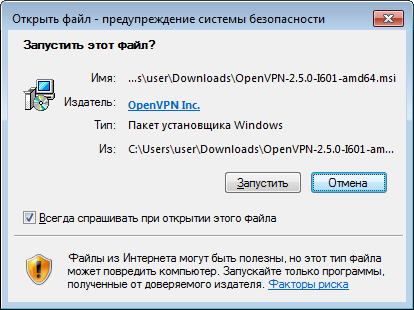 Открыть файл - предупреждение системы безопасности
Запустить этот файл?
Имя: ...s\user\Downloads\OpenVPN-2.5.0-I601-amd64.msi
Издатель: OpenVPN Inc.
Тип: Пакет установщика Windows
Из: C:\Users\user\Downloads\OpenVPN-2.5.0-I601-am...
Запустить Отмена
Всегда спрашивать при открытии этого файла
Файлы из Интернета могут быть полезны, но этот тип файла
может повредить компьютер. Запускайте только программы,
полученные от доверяемого издателя. Факторы риска